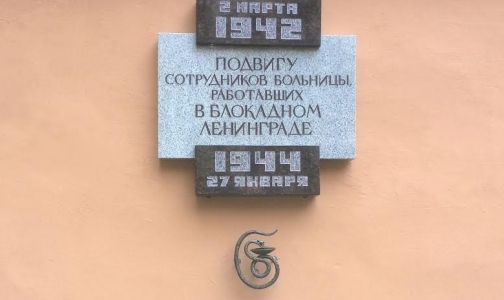 2 МАРТА
1942
ПОДВИГУ
СОТРУДНИКОВ БОЛЬНИЦЫ,
РАБОТАВШИХ
В БЛОКАДНОМ
ЛЕНИНГРАДЕ
1944
27 ЯНВАРЯ